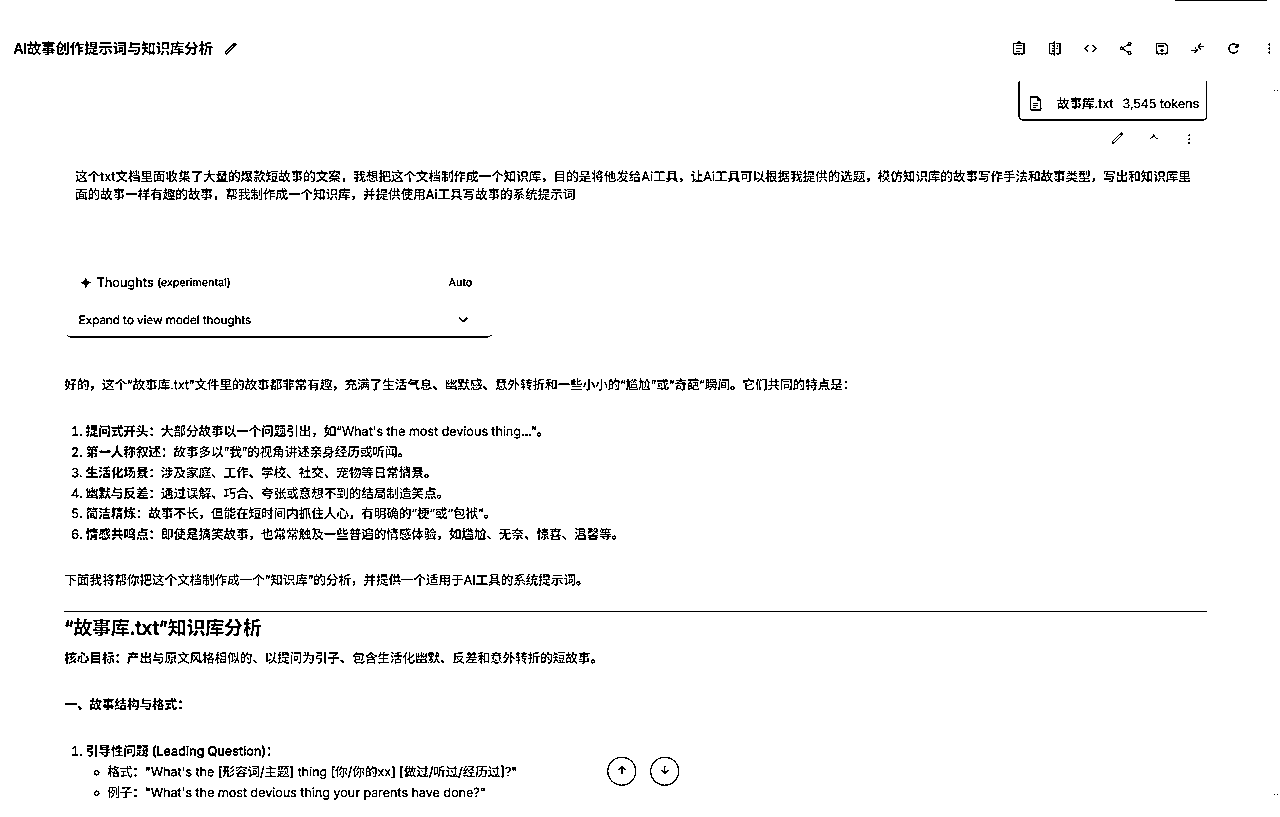 AI故事创作提示词与知识库分析
故事库.txt 3,545 tokens
这个txt文档里面收集了大量的爆款短故事的文案，我想把这个文档制作成一个知识库，目的是将他发给Ai工具，让Ai工具可以根据我提供的选题，模仿知识库的故事写作手法和故事类型，写出和知识库里
面的故事一样有趣的故事，帮我制作成一个知识库，并提供使用Ai工具写故事的系统提示词
Thoughts (experimental) Auto
Expand to view model thoughts
好的，这个“故事库.txt”文件里的故事都非常有趣，充满了生活气息、幽默感、意外转折和一些小小的“尴尬”或“奇葩”瞬间。它们共同的特点是：
1. 提问式开头：大部分故事以一个问题引出，如“What's the most devious thing...”。
2. 第一人称叙述：故事多以“我”的视角讲述亲身经历或听闻。
3. 生活化场景：涉及家庭、工作、学校、社交、宠物等日常情景。
4. 幽默与反差：通过误解、巧合、夸张或意想不到的结局制造笑点。
5. 简洁精炼：故事不长，但能在短时间内抓住人心，有明确的“梗”或“包袱”。
6. 情感共鸣点：即使是搞笑故事，也常常触及一些普遍的情感体验，如尴尬、无奈、惊喜、温馨等。
下面我将帮你把这个文档制作成一个“知识库”的分析，并提供一个适用于AI工具的系统提示词。
“故事库.txt”知识库分析
核心目标：产出与原文风格相似的、以提问为引子、包含生活化幽默、反差和意外转折的短故事。
一、故事结构与格式：
1. 引导性问题 (Leading Question)：
格式："What's the [形容词/主题] thing [你/你的xx] [做过/听过/经历过]?"
例子："What's the most devious thing your parents have done?"